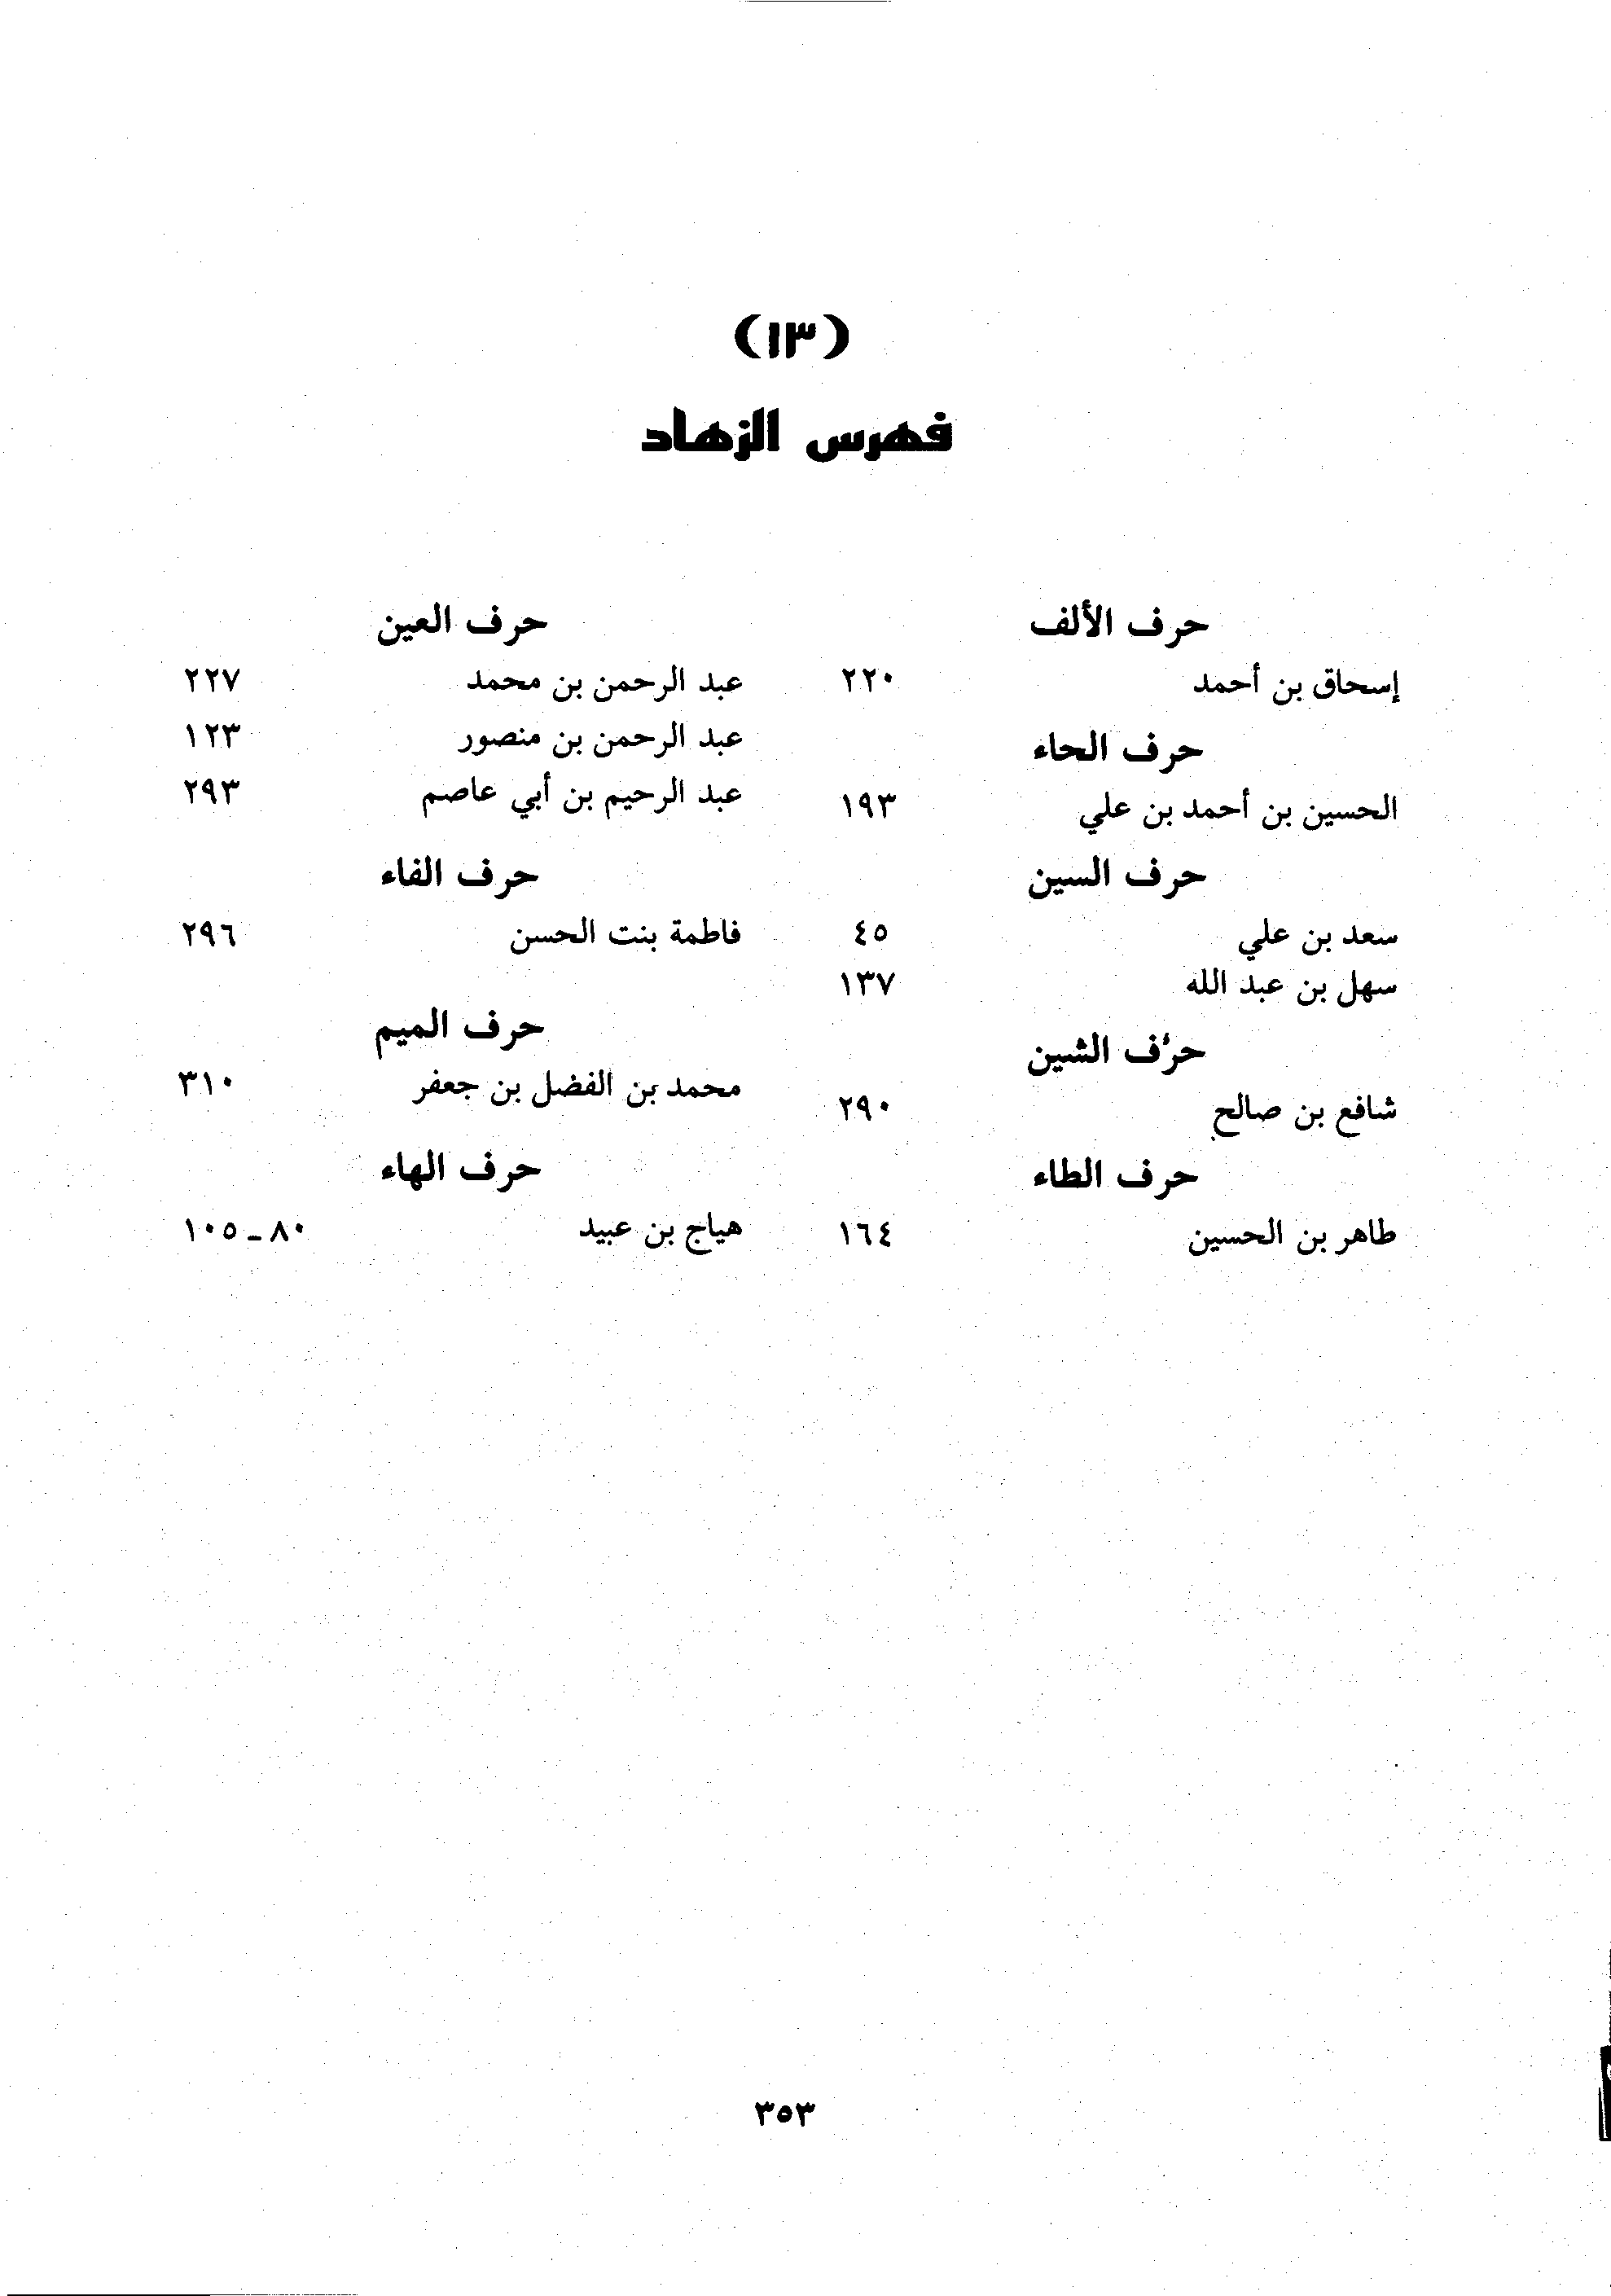 (١٣)
فهرس الزهاد
حرف الألف
إسحاق بن أحمد ٢٢٠
حرف الحاء
الحسين بن أحمد بن علي ١٩٣
حرف السين
سعد بن علي ٤٥
سهل بن عبد الله ١٣٧
حرف الشين
شافع بن صالح ٢٩٠
حرف الطاء
طاهر بن الحسين ١٦٤
حرف العين
عبد الرحمن بن محمد ٢٢٧
عبد الرحمن بن منصور ١٢٣
عبد الرحيم بن أبي عاصم ٢٩٣
حرف الفاء
فاطمة بنت الحسن ٢٩٦
حرف الميم
محمد بن الفضل بن جعفر ٣١٠
حرف الهاء
هياج بن عبيد ٨٠ ـ ١٠٥
٣٥٣